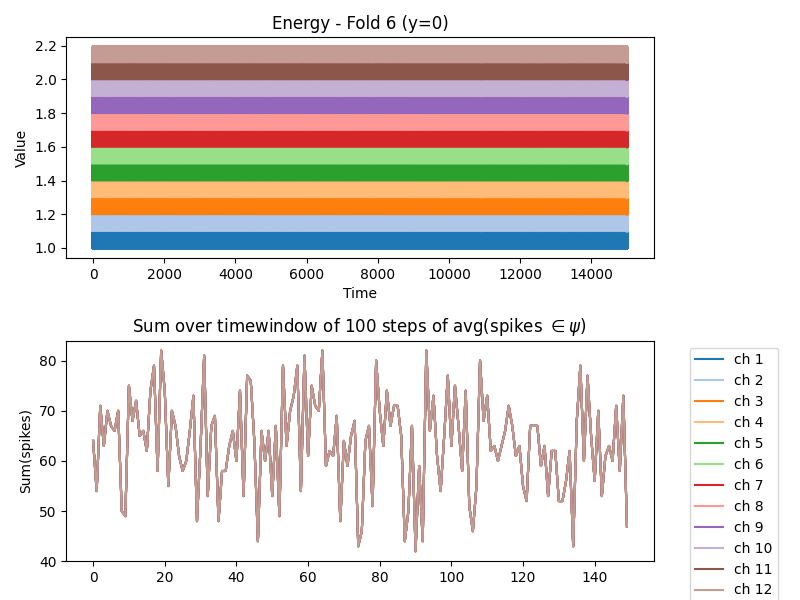 Energy - Fold 6 (y=0)
2.2
2.0
1.8
1.6
1.4
1.2
1.0
Value
0 2000 4000 6000 8000 10000 12000 14000
Time
Sum over timewindow of 100 steps of avg(spikes ∈ ψ)
80
70
60
50
40
Sum(spikes)
0 20 40 60 80 100 120 140
ch 1
ch 2
ch 3
ch 4
ch 5
ch 6
ch 7
ch 8
ch 9
ch 10
ch 11
ch 12